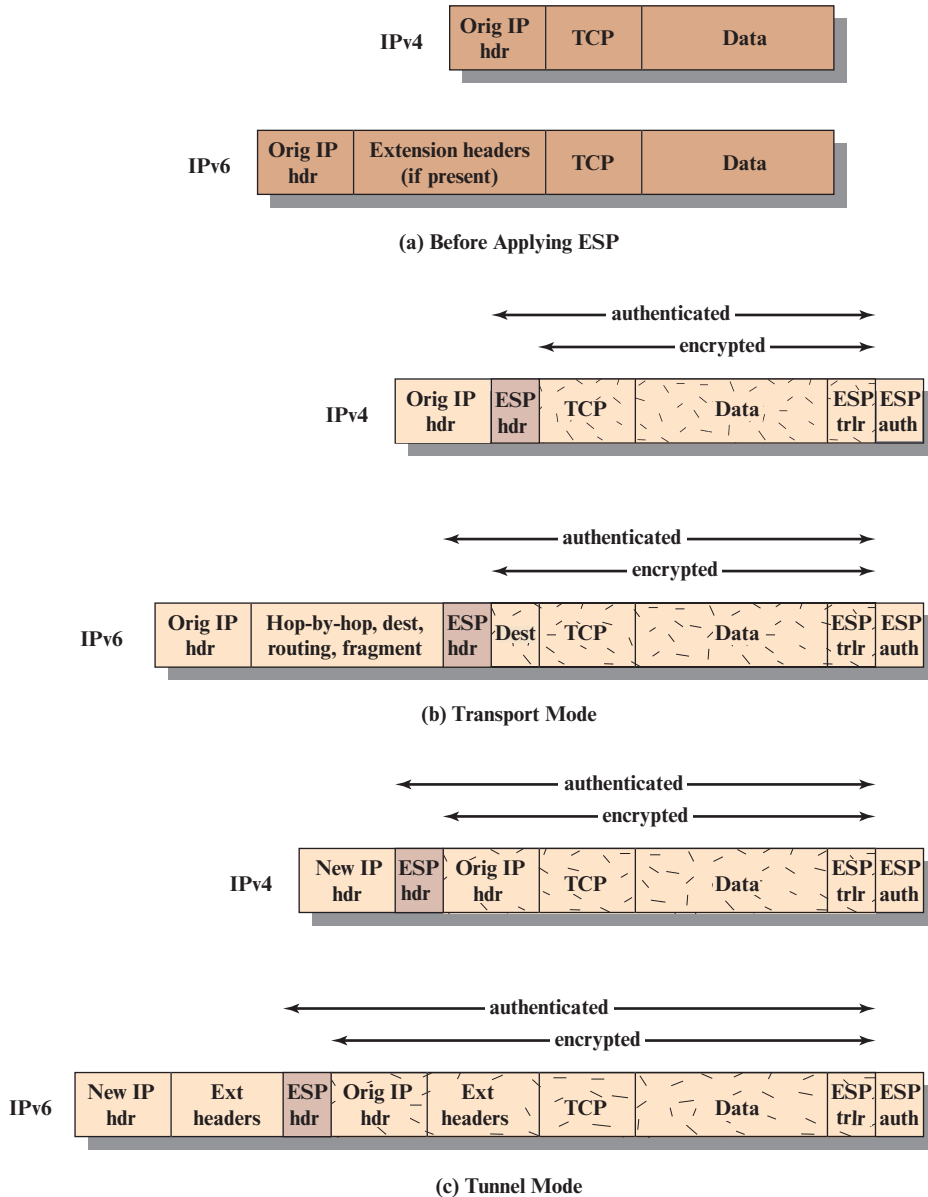 IPv4
Orig IP
hdr
TCP
Data
IPv6
Orig IP
hdr
Extension headers
(if present)
TCP
Data
(a) Before Applying ESP
authenticated
encrypted
IPv4
Orig IP
hdr
ESP
hdr
TCP
Data
ESP
trlr
ESP
auth
authenticated
encrypted
IPv6
Orig IP
hdr
Hop-by-hop, dest,
routing, fragment
ESP
hdr
Dest
TCP
Data
ESP
trlr
ESP
auth
(b) Transport Mode
authenticated
encrypted
IPv4
New IP
hdr
ESP
hdr
Orig IP
hdr
TCP
Data
ESP
trlr
ESP
auth
authenticated
encrypted
IPv6
New IP
hdr
Ext
headers
ESP
hdr
Orig IP
hdr
Ext
headers
TCP
Data
ESP
trlr
ESP
auth
(c) Tunnel Mode